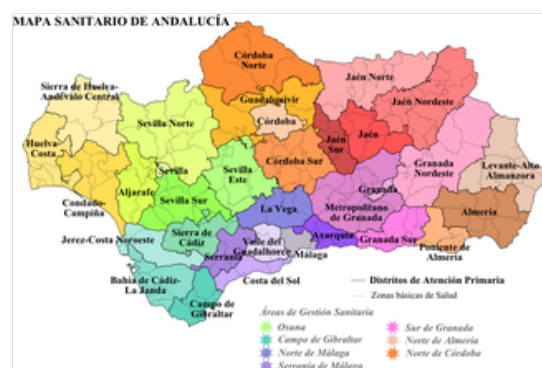 MAPA SANITARIO DE ANDALUCÍA
Córdoba
Norte
Jaén Norte
Sierra de Huelva-
Andévalo Central
Guadalquivir
Jaén Nordeste
Sevilla Norte
Córdoba
Jaén
Sur
Jaén
Huelva-
Costa
Sevilla
Sevilla
Este
Córdoba Sur
Granada
Nordeste
Levante-Alto
Almanzora
Aljarafe
Sevilla Sur
Granada
Condado-
Campiña
La Vega
Metropolitano
de Granada
Almería
Jerez-Costa Noroeste
Sierra de
Cádiz
Axarquía
Granada Sur
Serranía
Valle del
Guadalhorce
Málaga
Poniente de
Almería
Bahía de Cádiz-
La Janda
Costa del Sol
Campo de
Gibraltar
Distritos de Atención Primaria
Zonas básicas de Salud
Áreas de Gestión Sanitaria
Osuna
Campo de Gibraltar
Norte de Málaga
Serranía de Málaga
Sur de Granada
Norte de Almería
Norte de Córdoba